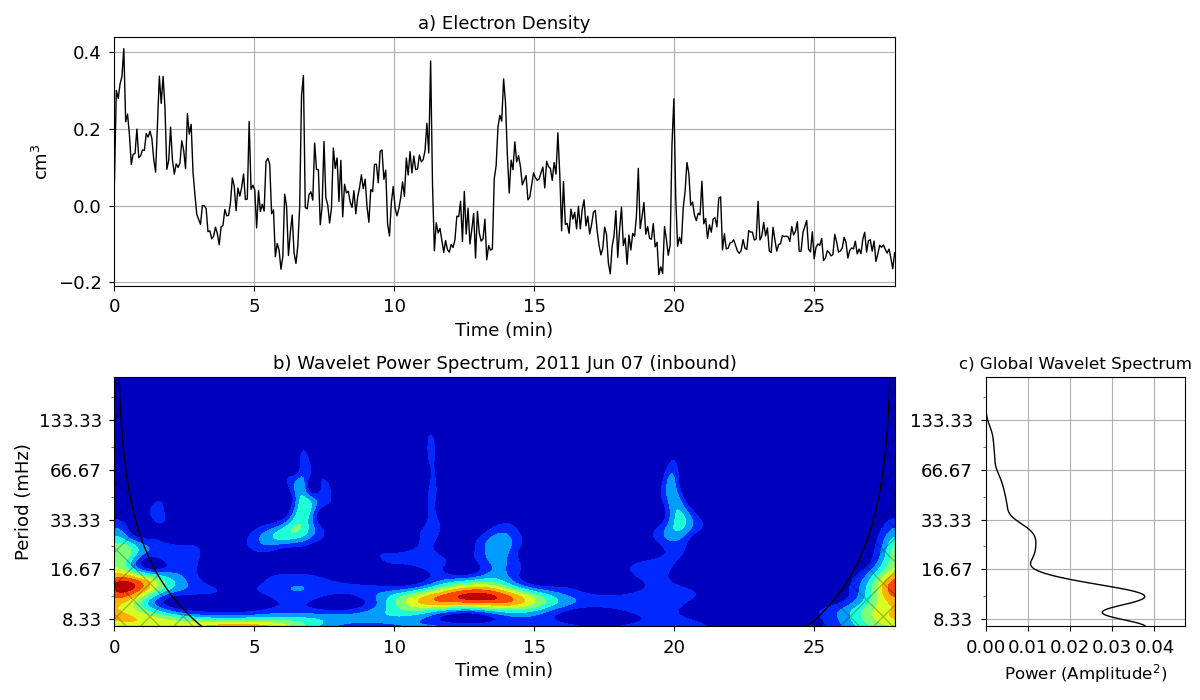 a) Electron Density
0.4
0.2
0.0
−0.2
cm³
0 5 10 15 20 25
Time (min)
b) Wavelet Power Spectrum, 2011 Jun 07 (inbound)
133.33
66.67
33.33
16.67
8.33
Period (mHz)
0 5 10 15 20 25
Time (min)
c) Global Wavelet Spectrum
133.33
66.67
33.33
16.67
8.33
0.00 0.01 0.02 0.03 0.04
Power (Amplitude²)